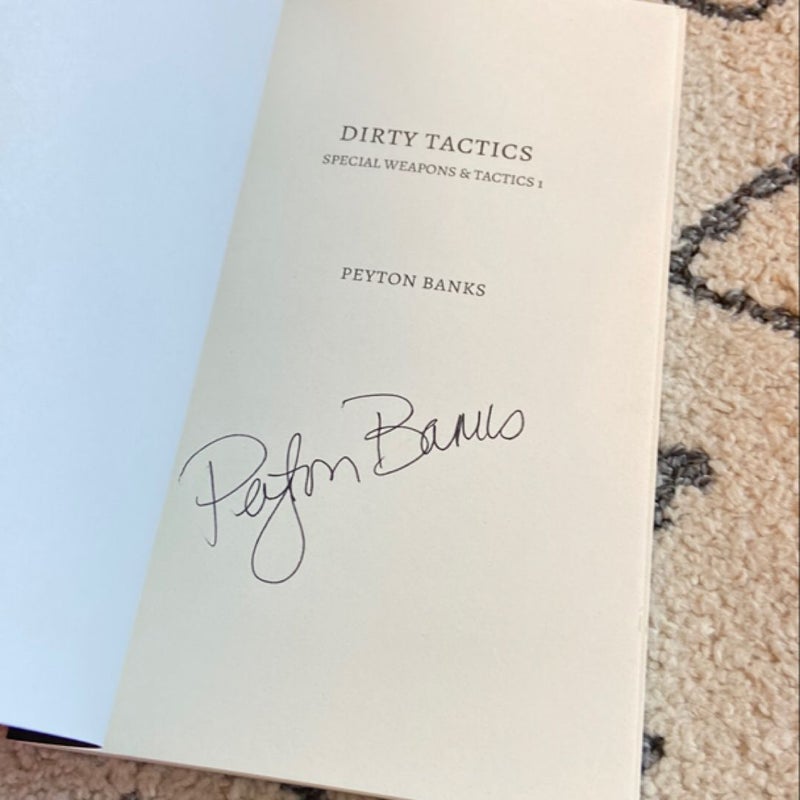 DIRTY TACTICS
SPECIAL WEAPONS & TACTICS 1
PEYTON BANKS
Peyton Banks